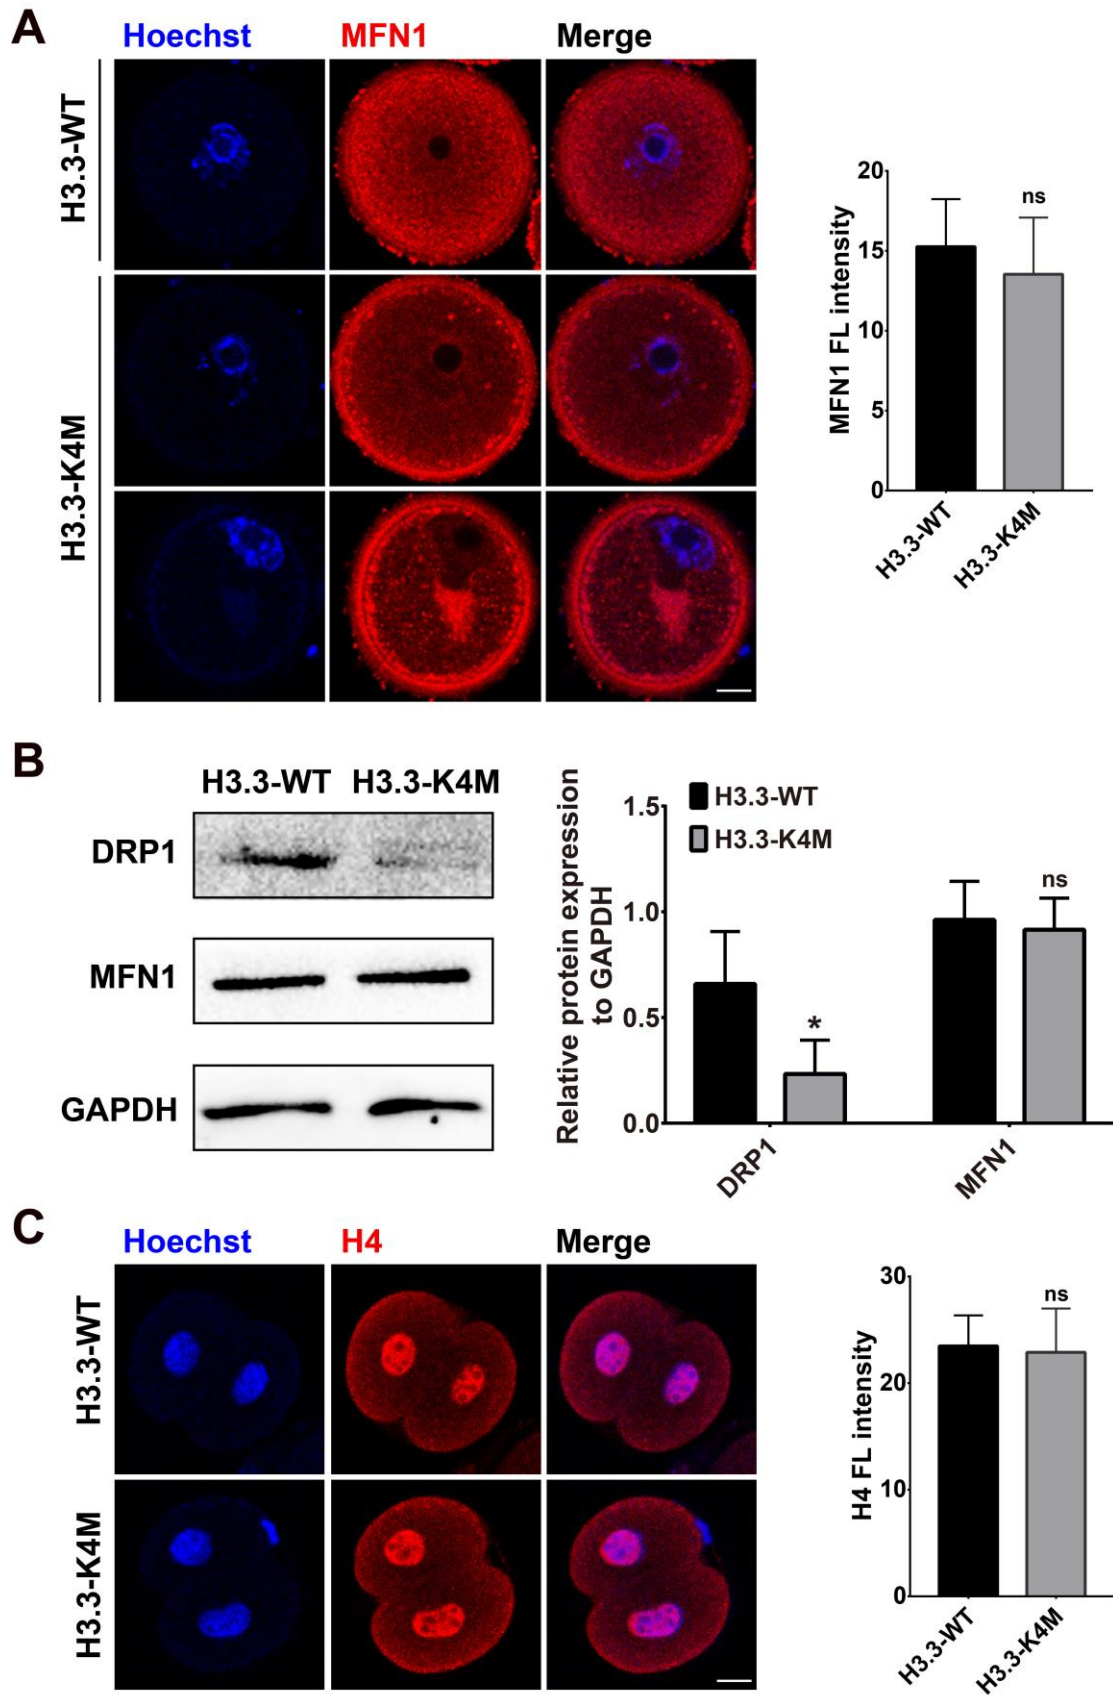 A
Hoechst MFN1 Merge
H3.3-WT
H3.3-K4M
MFN1 FL intensity
20
15
10
5
0
ns
H3.3-WT
H3.3-K4M
B
H3.3-WT H3.3-K4M
DRP1
MFN1
GAPDH
Relative protein expression
to GAPDH
1.5
1.0
0.5
0.0
H3.3-WT
H3.3-K4M
*
ns
DRP1
MFN1
C
Hoechst H4 Merge
H3.3-WT
H3.3-K4M
H4 FL intensity
30
20
10
0
ns
H3.3-WT
H3.3-K4M